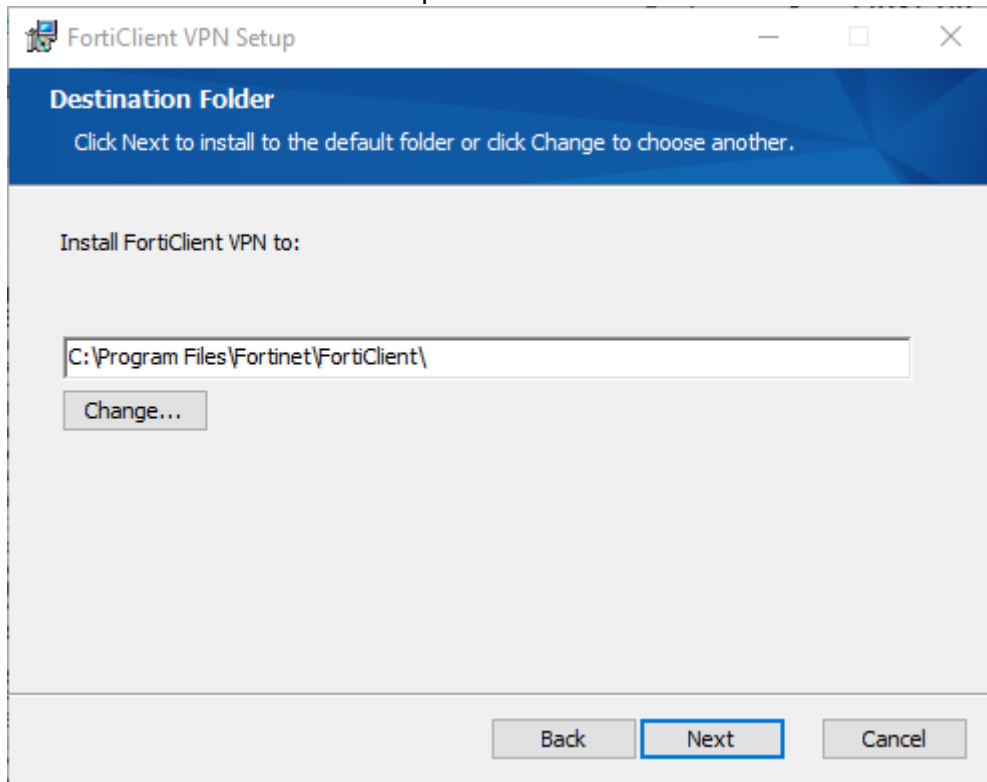 FortiClient VPN Setup
Destination Folder
Click Next to install to the default folder or click Change to choose another.
Install FortiClient VPN to:
C:\Program Files\Fortinet\FortiClient\
Change...
Back
Next
Cancel